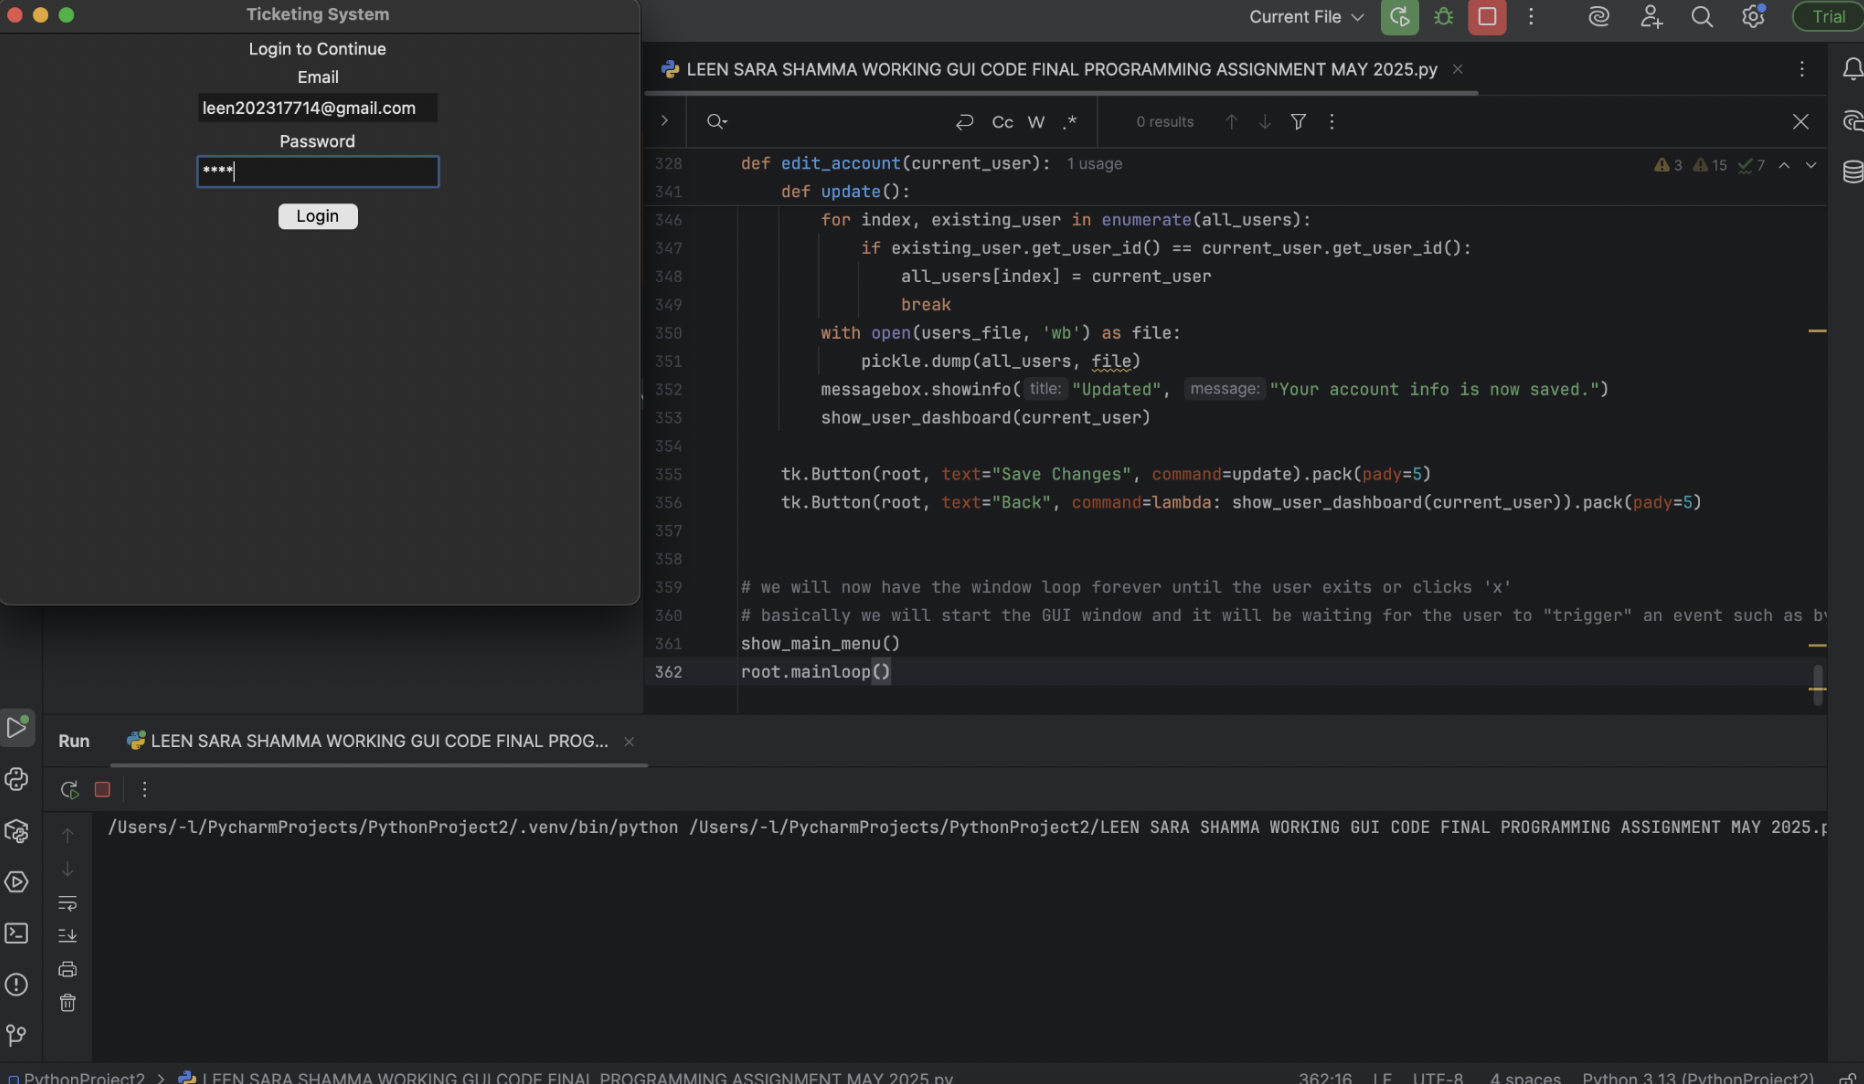 Ticketing System
Login to Continue
Email
leen202317714@gmail.com
Password
****
Login
Current File
Trial
LEEN SARA SHAMMA WORKING GUI CODE FINAL PROGRAMMING ASSIGNMENT MAY 2025.py
Cc W .* 0 results
328 def edit_account(current_user): 1 usage
3 15 7
341 def update():
346 for index, existing_user in enumerate(all_users):
347 if existing_user.get_user_id() == current_user.get_user_id():
348 all_users[index] = current_user
349 break
350 with open(users_file, 'wb') as file:
351 pickle.dump(all_users, file)
352 messagebox.showinfo( title: "Updated", message: "Your account info is now saved.")
353 show_user_dashboard(current_user)
354
355 tk.Button(root, text="Save Changes", command=update).pack(pady=5)
356 tk.Button(root, text="Back", command=lambda: show_user_dashboard(current_user)).pack(pady=5)
357
358
359 # we will now have the window loop forever until the user exits or clicks 'x'
360 # basically we will start the GUI window and it will be waiting for the user to "trigger" an event such as
361 show_main_menu()
362 root.mainloop()
Run LEEN SARA SHAMMA WORKING GUI CODE FINAL PROG...
/Users/-l/PycharmProjects/PythonProject2/.venv/bin/python /Users/-l/PycharmProjects/PythonProject2/LEEN SARA SHAMMA WORKING GUI CODE FINAL PROGRAMMING ASSIGNMENT MAY 2025.p
PythonProject2 > LEEN SARA SHAMMA WORKING GUI CODE FINAL PROGRAMMING ASSIGNMENT MAY 2025.py 362:16 LF UTF-8 4 spaces Python 3.13 (PythonProject2)